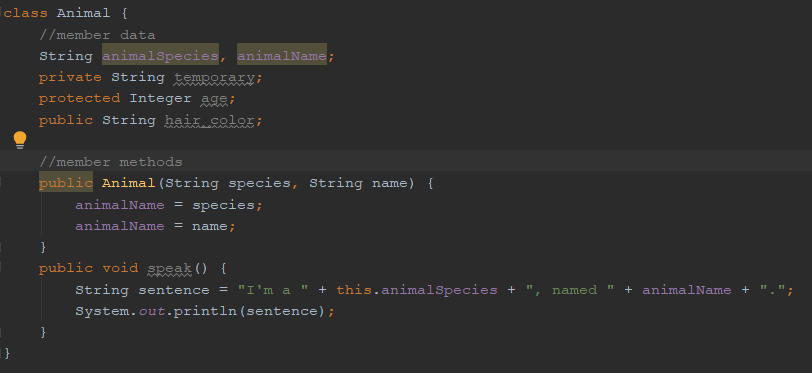 class Animal {
    //member data
    String animalSpecies, animalName;
    private String temporary;
    protected Integer age;
    public String hair_color;

    //member methods
    public Animal(String species, String name) {
        animalName = species;
        animalName = name;
    }
    public void speak() {
        String sentence = "I'm a " + this.animalSpecies + ", named " + animalName + ".";
        System.out.println(sentence);
    }
}